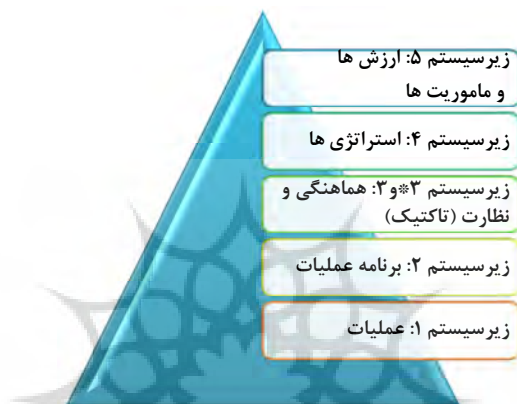 زیرسیستم ۵: ارزش ها
و ماموریت ها
زیرسیستم ۴: استراتژی ها
زیرسیستم ۳*و۳: هماهنگی و
نظارت (تاکتیک)
زیرسیستم ۲: برنامه عملیات
زیرسیستم ۱: عملیات